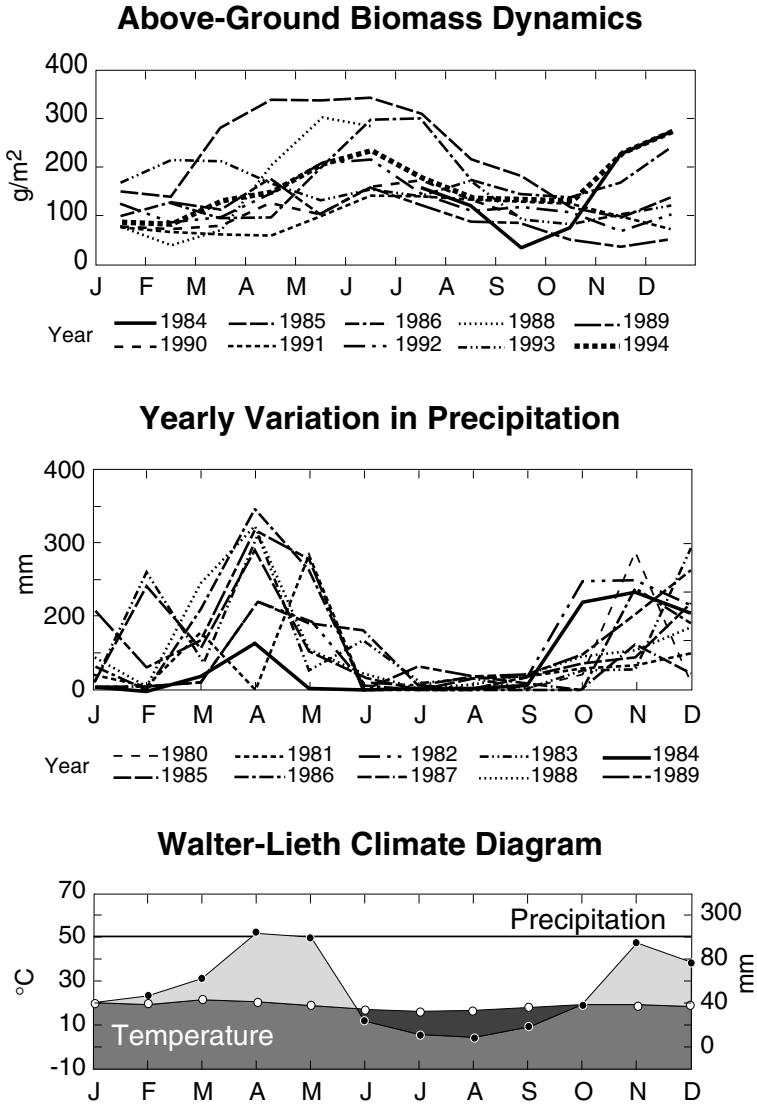 Above-Ground Biomass Dynamics
400
300
200
100
0
g/m²
J F M A M J J A S O N D
Year 1984 1985 1986 1988 1989
1990 1991 1992 1993 1994
Yearly Variation in Precipitation
400
300
200
0
mm
J F M A M J J A S O N D
Year 1980 1981 1982 1983 1984
1985 1986 1987 1988 1989
Walter-Lieth Climate Diagram
70
50
30
10
-10
°C
Precipitation
Temperature
300
80
40
0
mm
J F M A M J J A S O N D